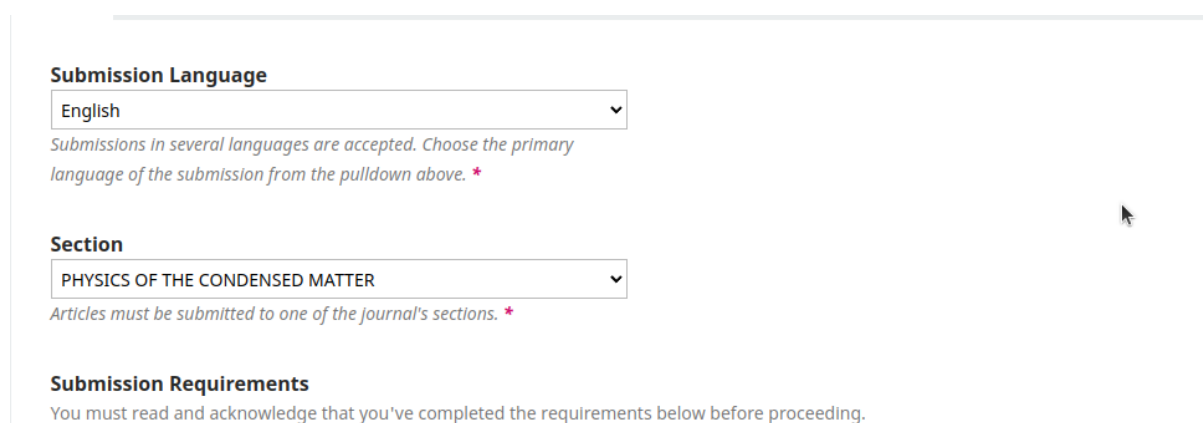 Submission Language
English
Submissions in several languages are accepted. Choose the primary
language of the submission from the pulldown above. *
Section
PHYSICS OF THE CONDENSED MATTER
Articles must be submitted to one of the journal's sections. *
Submission Requirements
You must read and acknowledge that you've completed the requirements below before proceeding.